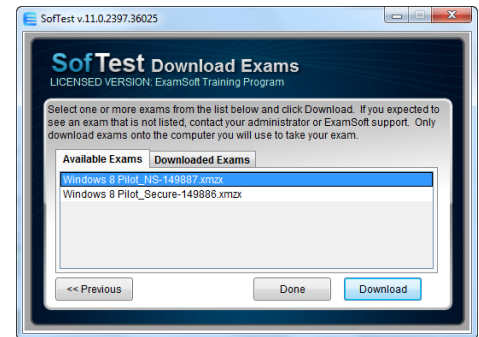 SofTest v.11.0.2397.36025
SofTest Download Exams
LICENSED VERSION: ExamSoft Training Program
Select one or more exams from the list below and click Download. If you expected to
see an exam that is not listed, contact your administrator or ExamSoft support. Only
download exams onto the computer you will use to take your exam.
Available Exams Downloaded Exams
Windows 8 Pilot_NS-149887.xmzx
Windows 8 Pilot_Secure-149886.xmzx
<< Previous Done Download